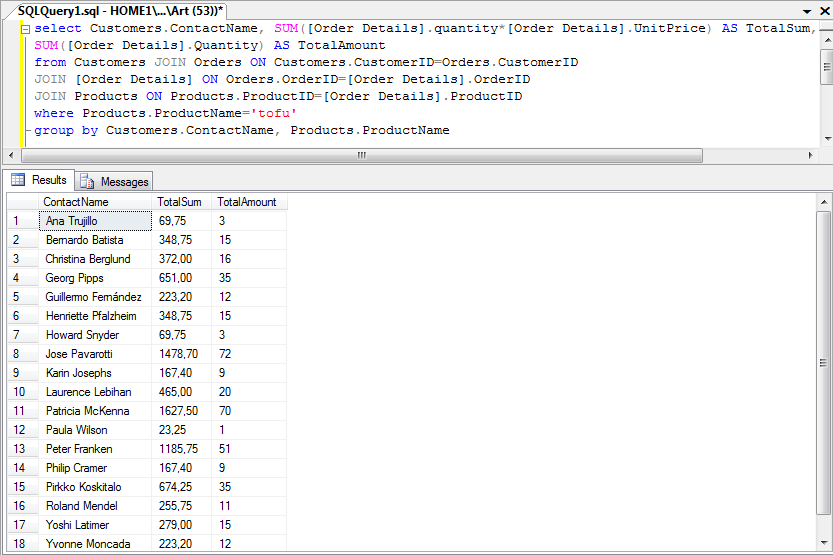 SQLQuery1.sql - HOME1\...\Art (53))*
select Customers.ContactName, SUM([Order Details].quantity*[Order Details].UnitPrice) AS TotalSum,
SUM([Order Details].Quantity) AS TotalAmount
from Customers JOIN Orders ON Customers.CustomerID=Orders.CustomerID
JOIN [Order Details] ON Orders.OrderID=[Order Details].OrderID
JOIN Products ON Products.ProductID=[Order Details].ProductID
where Products.ProductName='tofu'
group by Customers.ContactName, Products.ProductName
Results Messages
ContactName TotalSum TotalAmount
1 Ana Trujillo 69,75 3
2 Bernardo Batista 348,75 15
3 Christina Berglund 372,00 16
4 Georg Pipps 651,00 35
5 Guillermo Fernández 223,20 12
6 Henriette Pfalzheim 348,75 15
7 Howard Snyder 69,75 3
8 Jose Pavarotti 1478,70 72
9 Karin Josephs 167,40 9
10 Laurence Lebihan 465,00 20
11 Patricia McKenna 1627,50 70
12 Paula Wilson 23,25 1
13 Peter Franken 1185,75 51
14 Philip Cramer 167,40 9
15 Pirkko Koskitalo 674,25 35
16 Roland Mendel 255,75 11
17 Yoshi Latimer 279,00 15
18 Yvonne Moncada 223,20 12